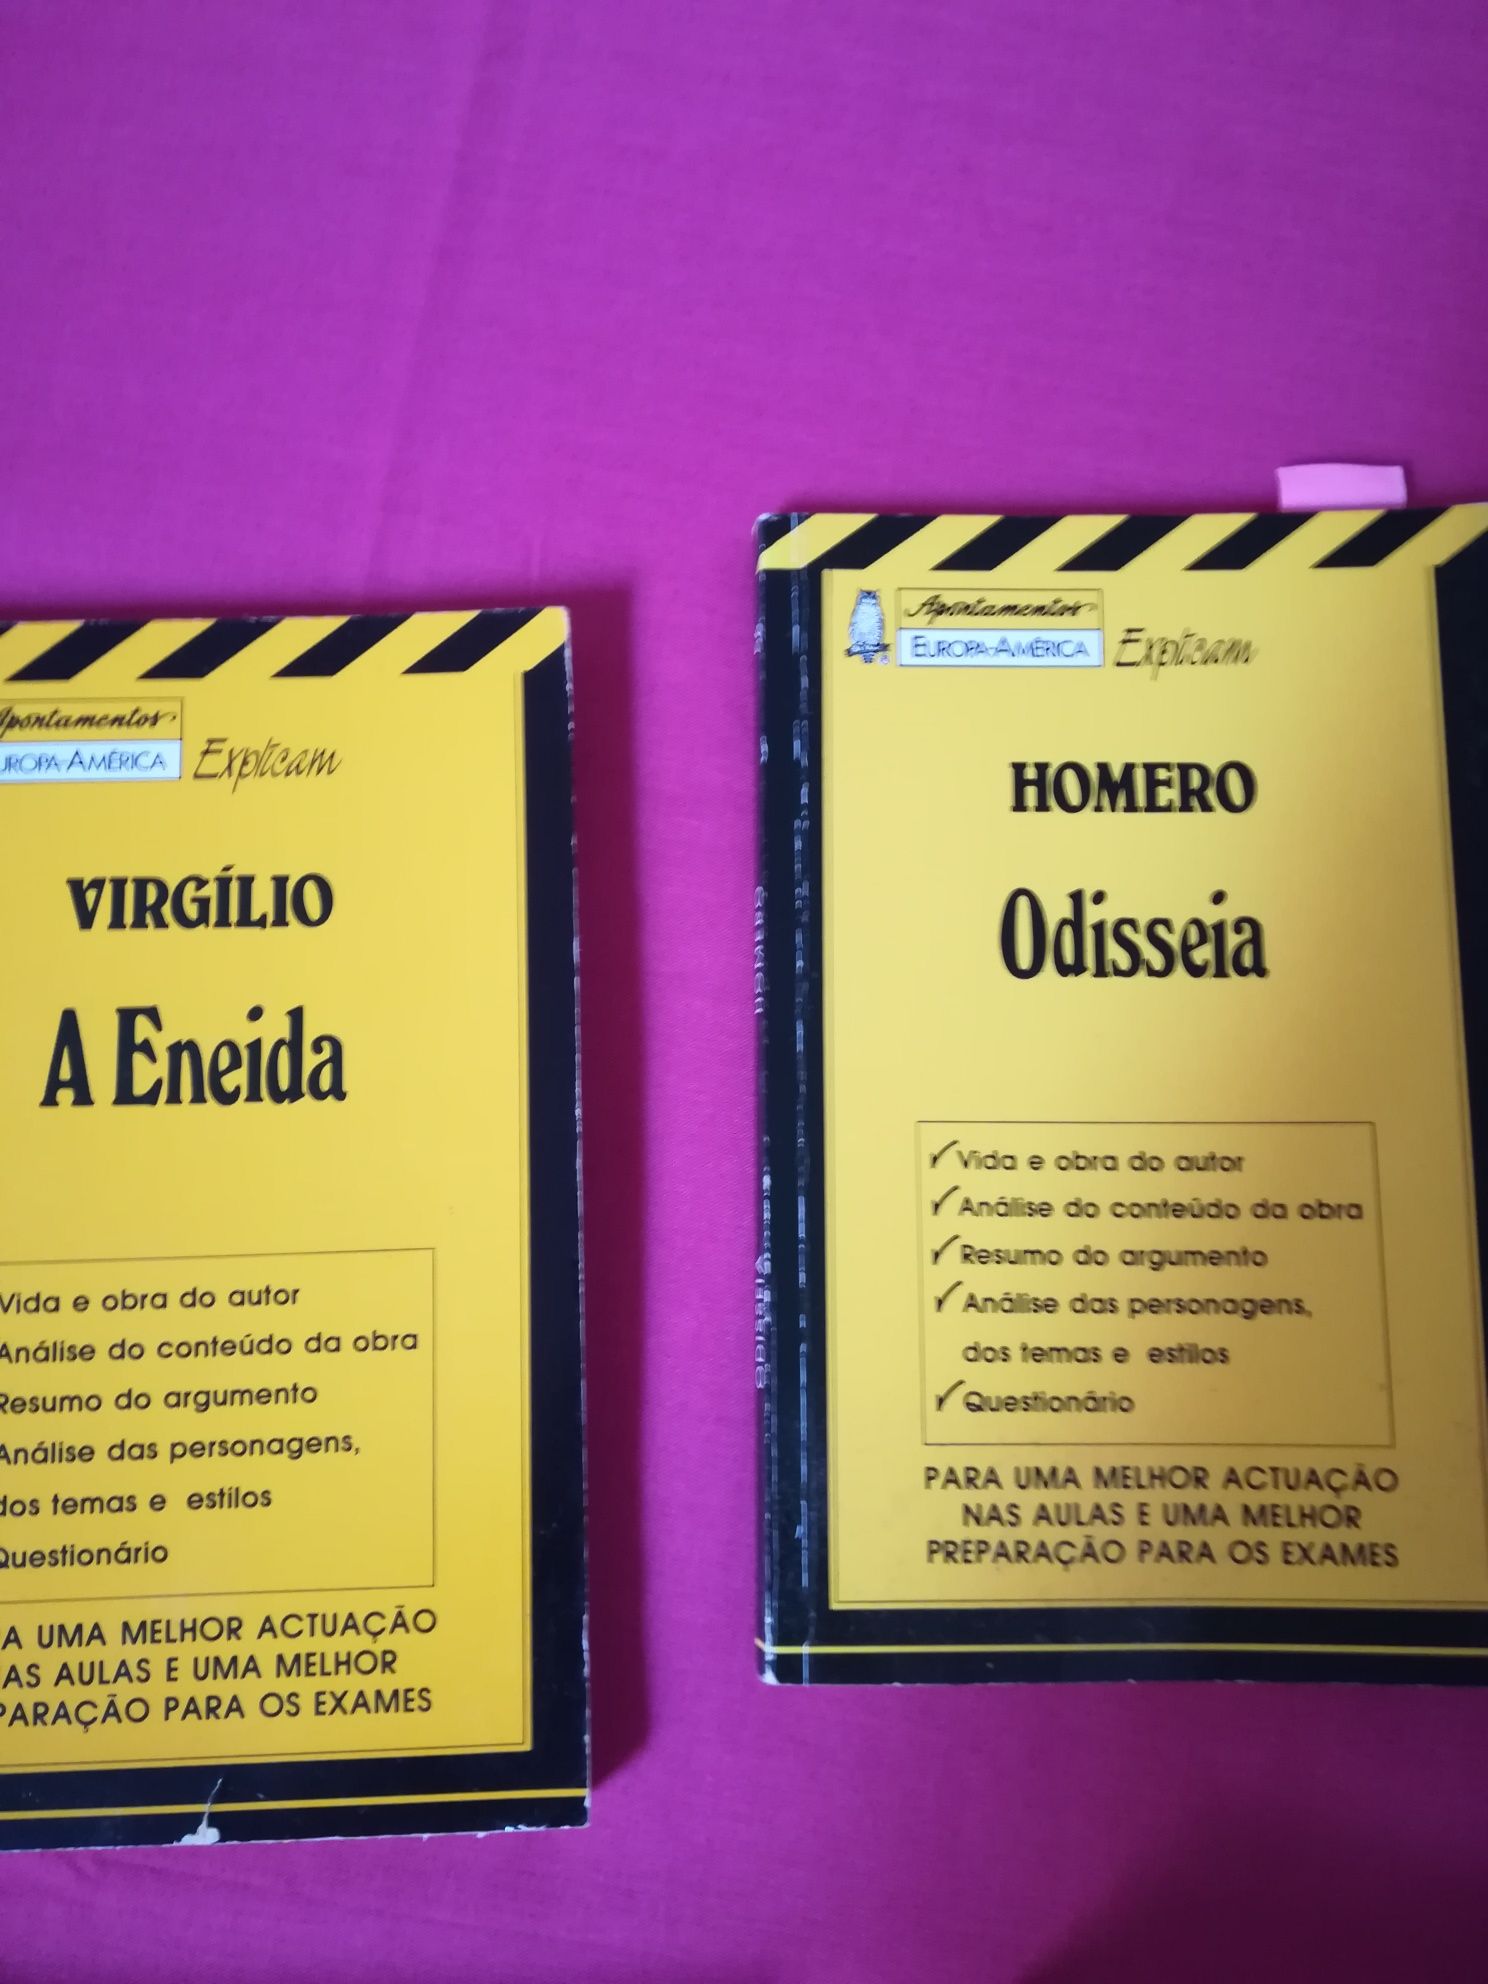 Apontamentos
EUROPA-AMÉRICA
Explicam
VIRGÍLIO
A Eneida
Vida e obra do autor
Análise do conteúdo da obra
Resumo do argumento
Análise das personagens,
dos temas e estilos
Questionário
A UMA MELHOR ACTUAÇÃO
AS AULAS E UMA MELHOR
PARAÇÃO PARA OS EXAMES
Apontamentos
EUROPA-AMÉRICA
Explicam
HOMERO
Odisseia
✓ Vida e obra do autor
✓ Análise do conteúdo da obra
✓ Resumo do argumento
✓ Análise das personagens,
dos temas e estilos
✓ Questionário
PARA UMA MELHOR ACTUAÇÃO
NAS AULAS E UMA MELHOR
PREPARAÇÃO PARA OS EXAMES
HOMERO
ODISSEIA